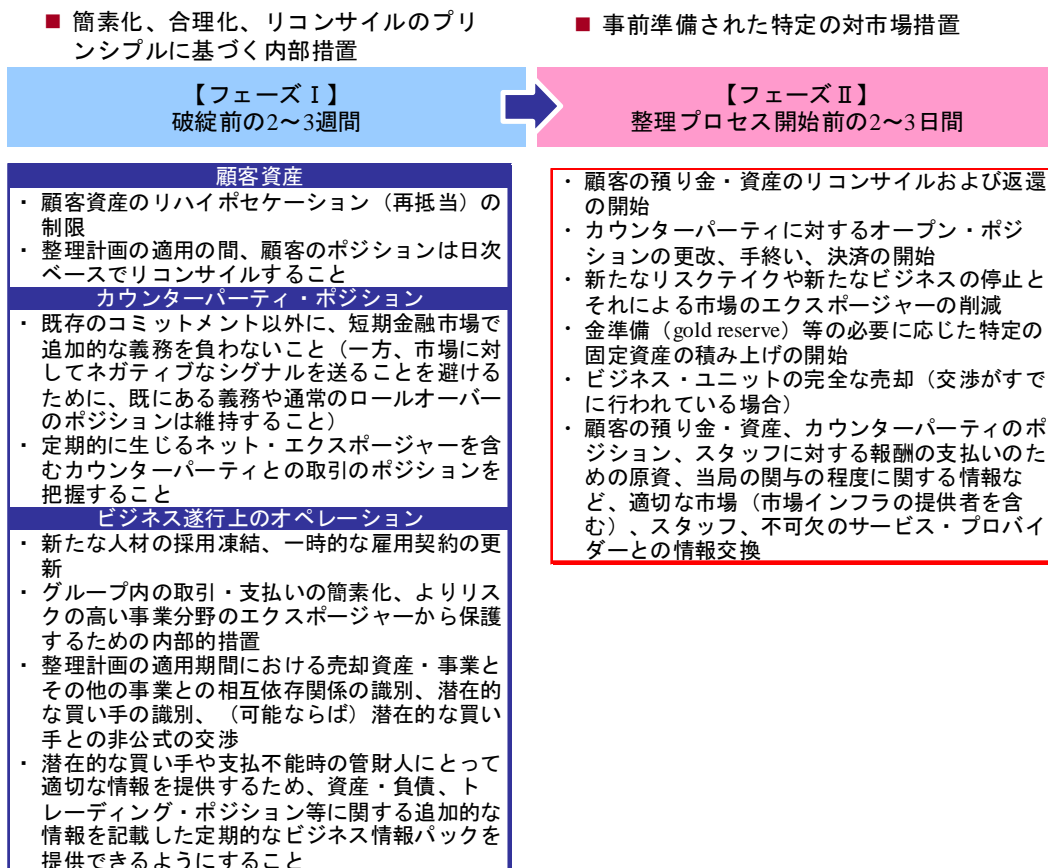 ■ 簡素化、合理化、リコンサイルのプリ
ンシプルに基づく内部措置
【フェーズⅠ】
破綻前の2～3週間
顧客資産
・ 顧客資産のリハイポセケーション（再抵当）の
制限
・ 整理計画の適用の間、顧客のポジションは日次
ベースでリコンサイルすること
カウンターパーティ・ポジション
・ 既存のコミットメント以外に、短期金融市場で
追加的な義務を負わないこと（一方、市場に対
してネガティブなシグナルを送ることを避ける
ために、既にある義務や通常のロールオーバー
のポジションは維持すること）
・ 定期的に生じるネット・エクスポージャーを含
むカウンターパーティとの取引のポジションを
把握すること
ビジネス遂行上のオペレーション
・ 新たな人材の採用凍結、一時的な雇用契約の更
新
・ グループ内の取引・支払いの簡素化、よりリス
クの高い事業分野のエクスポージャーから保護
するための内部的措置
・ 整理計画の適用期間における売却資産・事業と
その他の事業との相互依存関係の識別、潜在的
な買い手の識別、（可能ならば）潜在的な買い
手との非公式の交渉
・ 潜在的な買い手や支払不能時の管財人にとって
適切な情報を提供するため、資産・負債、ト
レーディング・ポジション等に関する追加的な
情報を記載した定期的なビジネス情報パックを
提供できるようにすること
■ 事前準備された特定の対市場措置
【フェーズⅡ】
整理プロセス開始前の2～3日間
・ 顧客の預り金・資産のリコンサイルおよび返還
の開始
・ カウンターパーティに対するオープン・ポジ
ションの更改、手終い、決済の開始
・ 新たなリスクテイクや新たなビジネスの停止と
それによる市場のエクスポージャーの削減
・ 金準備（gold reserve）等の必要に応じた特定の
固定資産の積み上げの開始
・ ビジネス・ユニットの完全な売却（交渉がすで
に行われている場合）
・ 顧客の預り金・資産、カウンターパーティのポ
ジション、スタッフに対する報酬の支払いのた
めの原資、当局の関与の程度に関する情報な
ど、適切な市場（市場インフラの提供者を含
む）、スタッフ、不可欠のサービス・プロバイ
ダーとの情報交換